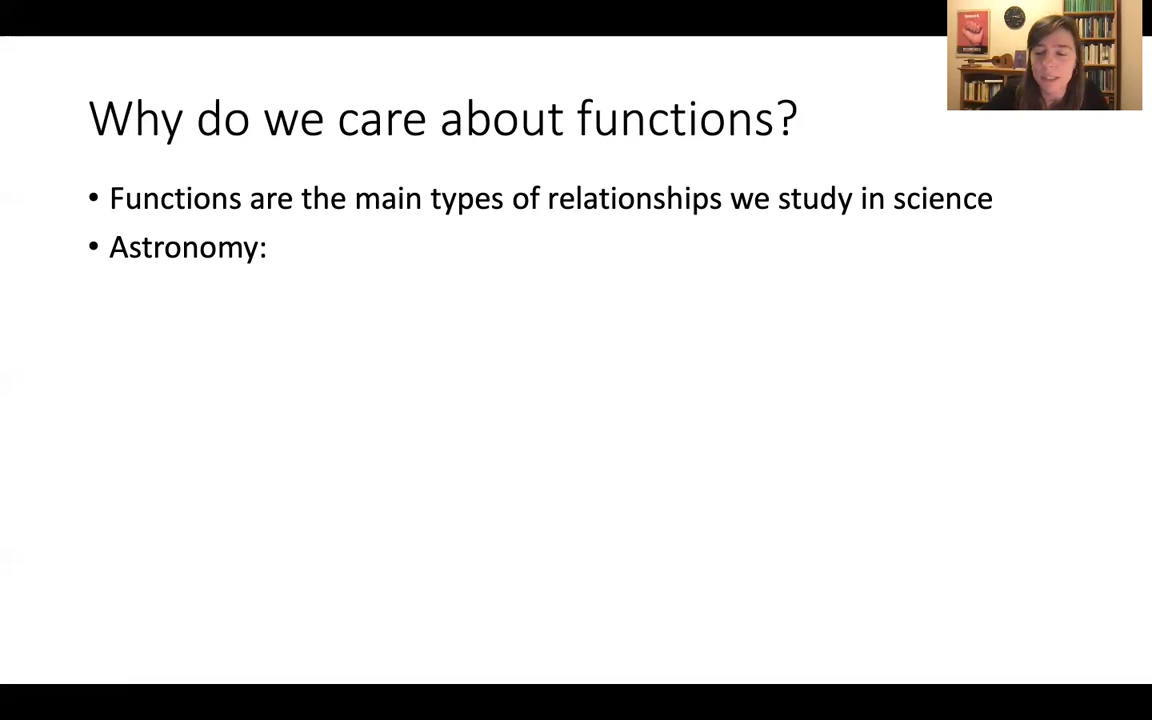 Why do we care about functions?
• Functions are the main types of relationships we study in science
• Astronomy: